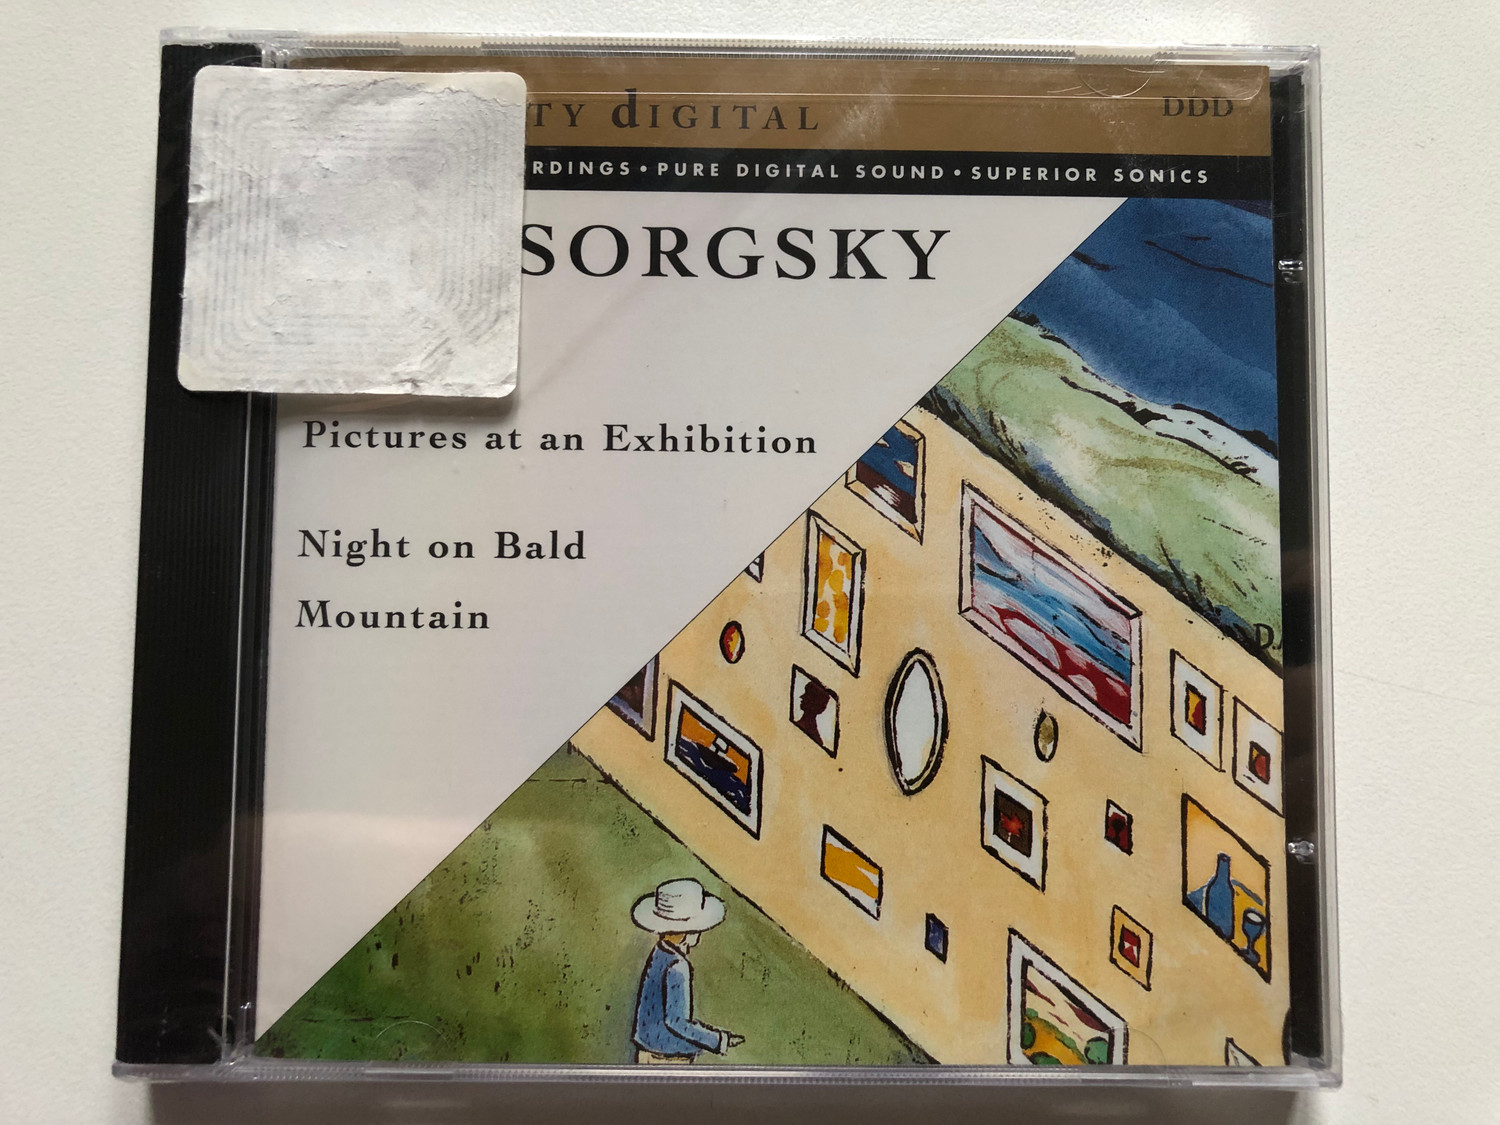 TY dIGITAL
DDD
RDINGS • PURE DIGITAL SOUND • SUPERIOR SONICS
SORGSKY
Pictures at an Exhibition
Night on Bald
Mountain